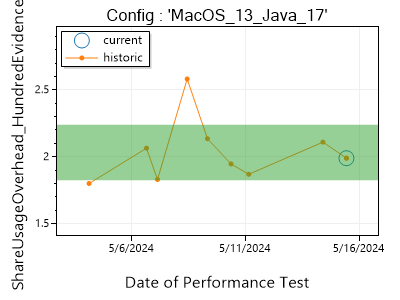 Config : 'MacOS_13_Java_17'
current
historic
ShareUsageOverhead_HundredEvidence
2.5
2
1.5
5/6/2024
5/11/2024
5/16/2024
Date of Performance Test